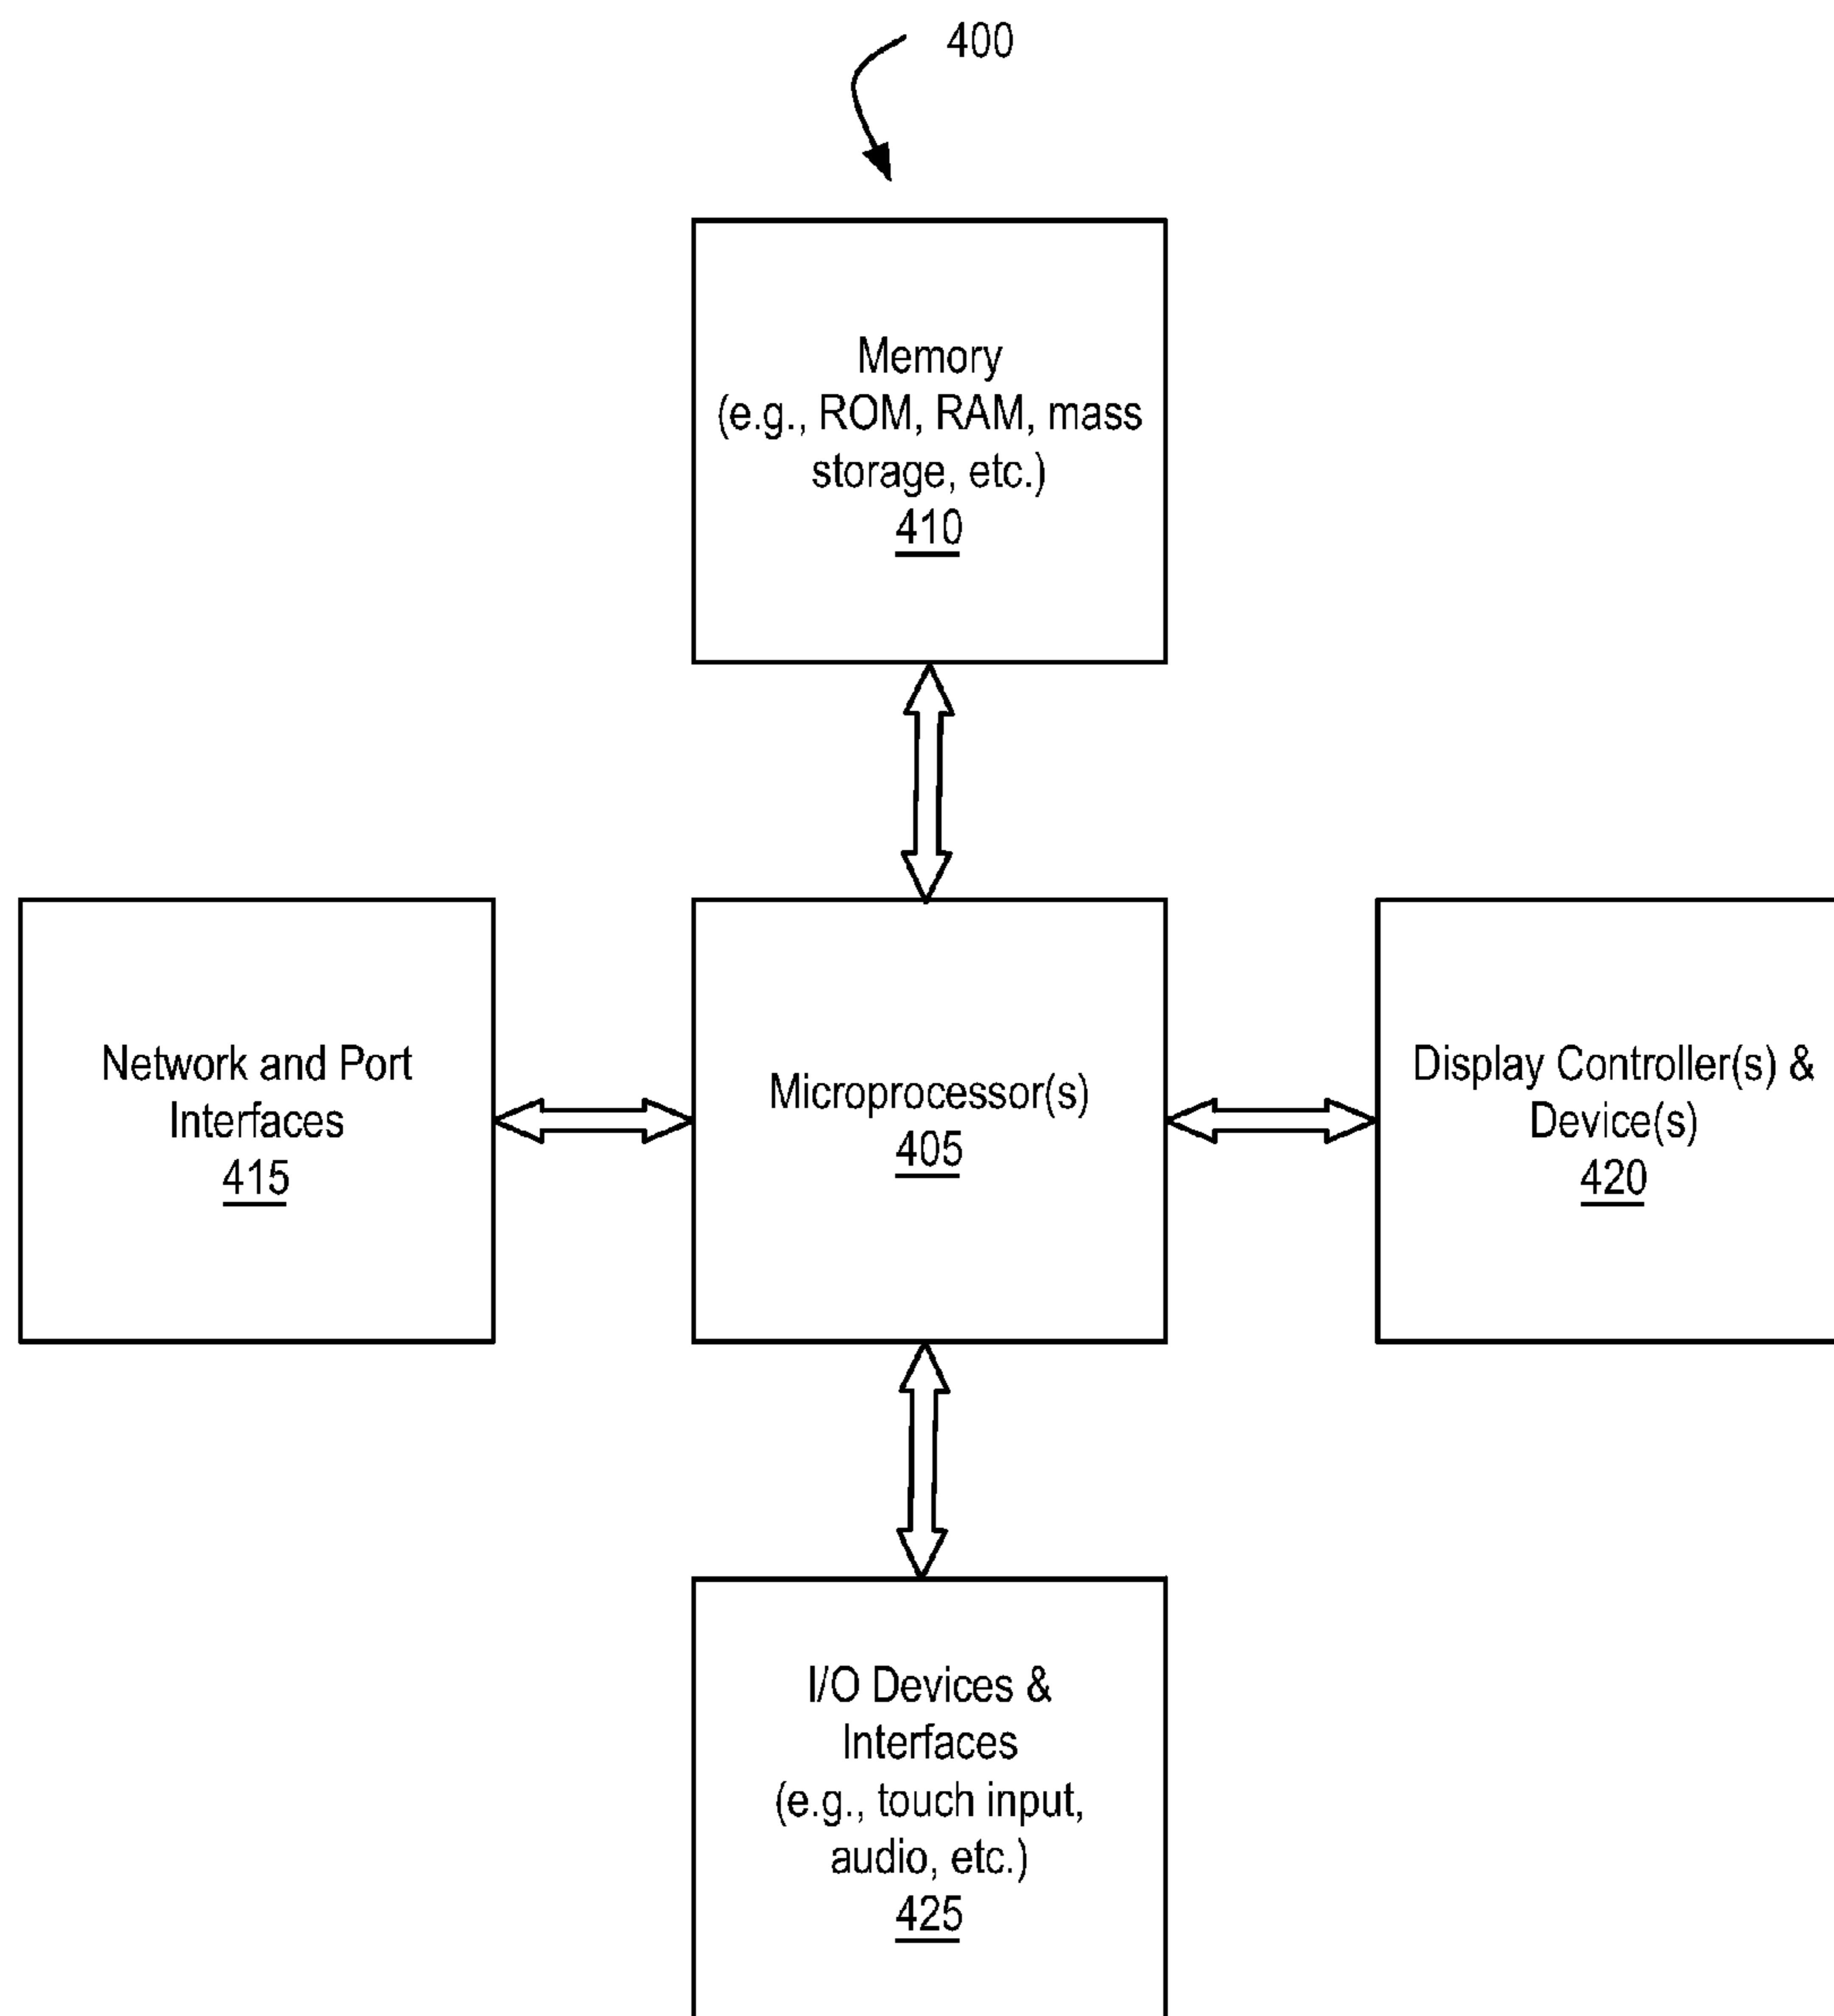 400
Memory
(e.g., ROM, RAM, mass
storage, etc.)
410
Network and Port
Interfaces
415
Microprocessor(s)
405
Display Controller(s) &
Device(s)
420
I/O Devices &
Interfaces
(e.g., touch input,
audio, etc.)
425